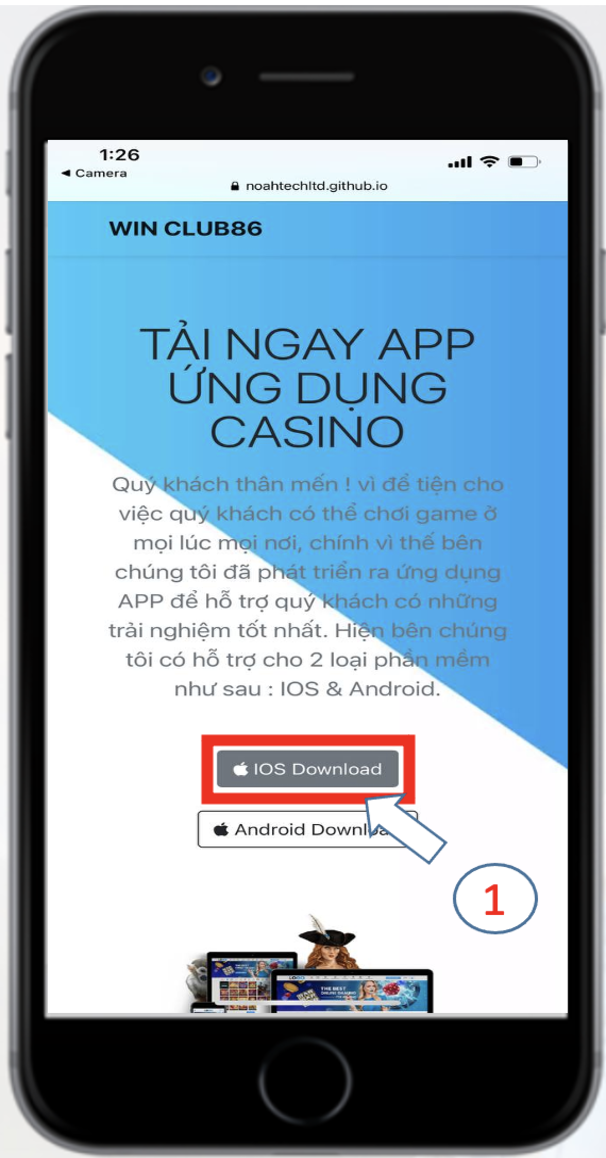 1:26
◄ Camera
noahtechltd.github.io
WIN CLUB86
TẢI NGAY APP
ỨNG DỤNG
CASINO
Quý khách thân mến ! vì để tiện cho
việc quý khách có thể chơi game ở
mọi lúc mọi nơi, chính vì thế bên
chúng tôi đã phát triển ra ứng dụng
APP để hỗ trợ quý khách có những
trải nghiệm tốt nhất. Hiện bên chúng
tôi có hỗ trợ cho 2 loại phần mềm
như sau : IOS & Android.
IOS Download
Android Downloa
1
LOGO
THE BEST